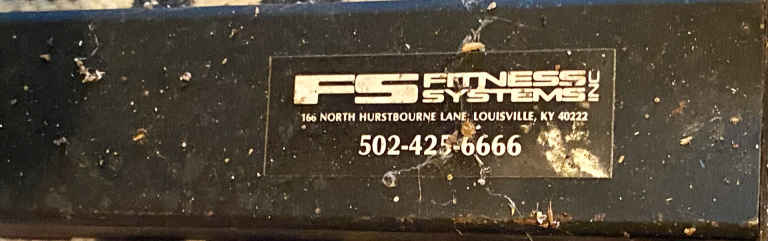 FS FITNESS SYSTEMS INC
166 NORTH HURSTBOURNE LANE, LOUISVILLE, KY 40222
502-425-6666